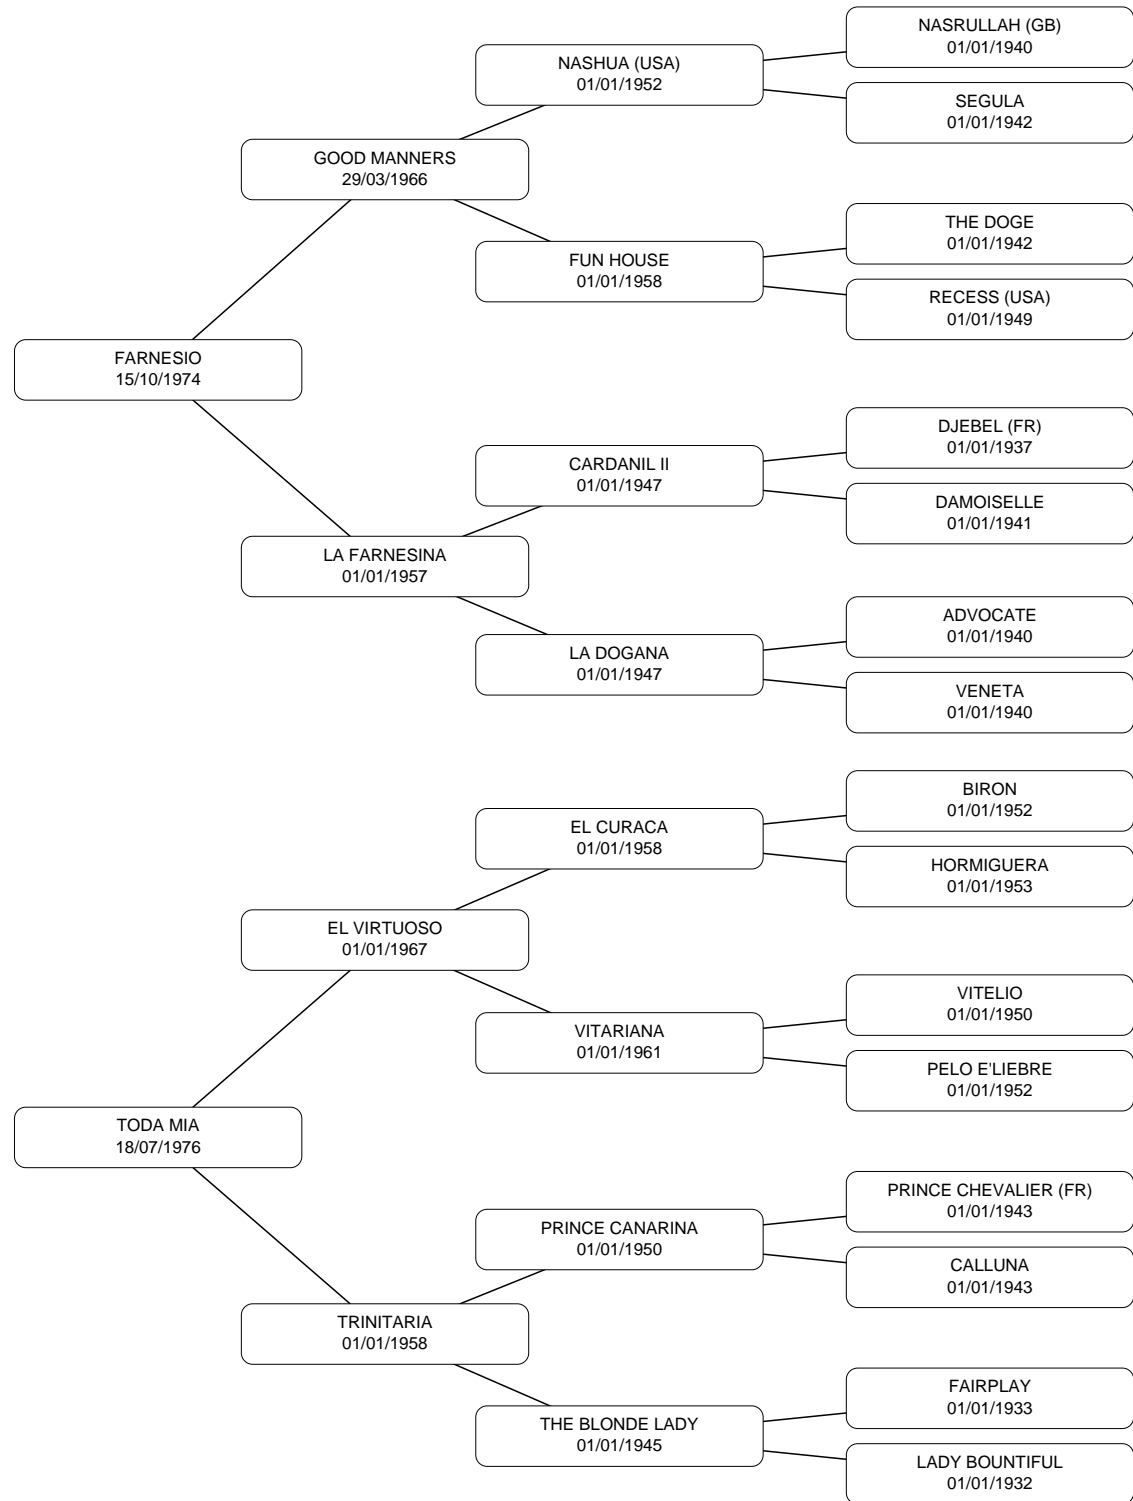 NASRULLAH (GB)
01/01/1940
NASHUA (USA)
01/01/1952
SEGULA
01/01/1942
GOOD MANNERS
29/03/1966
THE DOGE
01/01/1942
FUN HOUSE
01/01/1958
RECESS (USA)
01/01/1949
FARNESIO
15/10/1974
DJEBEL (FR)
01/01/1937
CARDANIL II
01/01/1947
DAMOISELLE
01/01/1941
LA FARNESINA
01/01/1957
ADVOCATE
01/01/1940
LA DOGANA
01/01/1947
VENETA
01/01/1940
BIRON
01/01/1952
EL CURACA
01/01/1958
HORMIGUERA
01/01/1953
EL VIRTUOSO
01/01/1967
VITELIO
01/01/1950
VITARIANA
01/01/1961
PELO E'LIEBRE
01/01/1952
TODA MIA
18/07/1976
PRINCE CHEVALIER (FR)
01/01/1943
PRINCE CANARINA
01/01/1950
CALLUNA
01/01/1943
TRINITARIA
01/01/1958
FAIRPLAY
01/01/1933
THE BLONDE LADY
01/01/1945
LADY BOUNTIFUL
01/01/1932